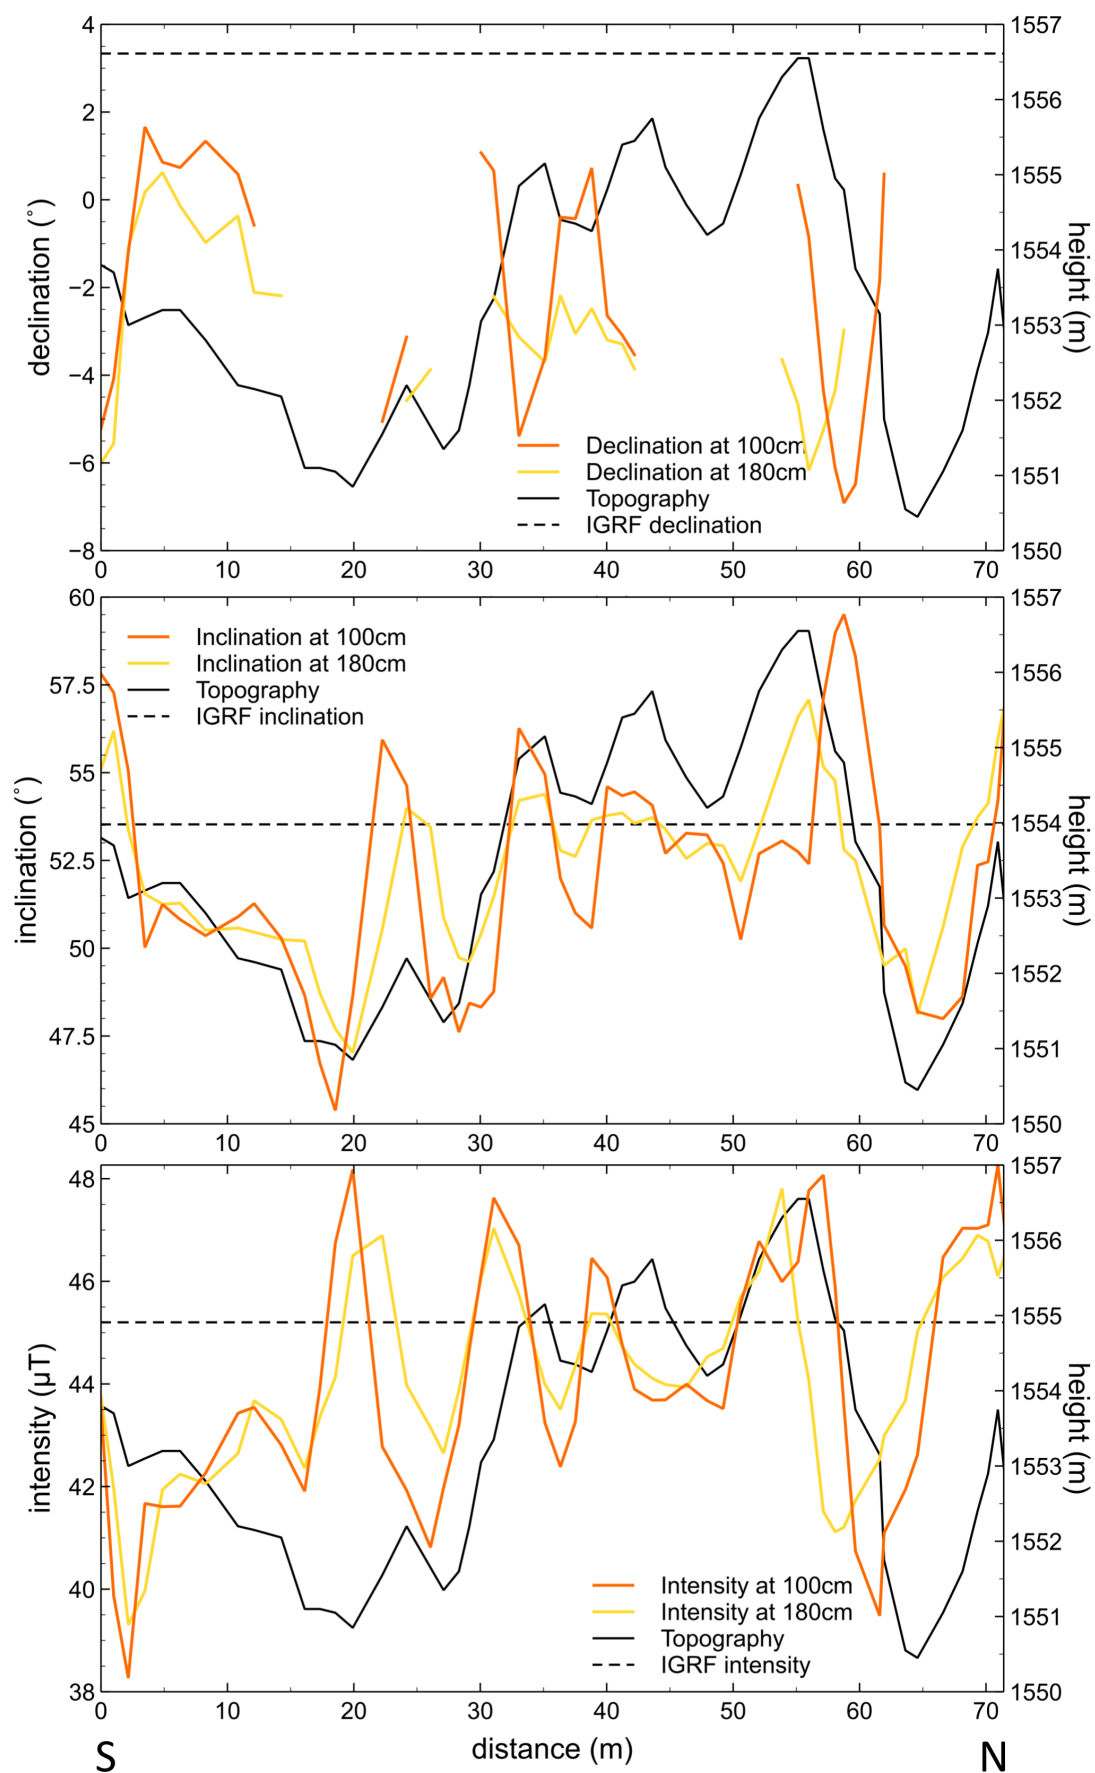 4
2
0
−2
−4
−6
−8
declination (˚)
1557
1556
1555
1554
1553
1552
1551
1550
height (m)
Declination at 100cm
Declination at 180cm
Topography
IGRF declination
0 10 20 30 40 50 60 70
60
57.5
55
52.5
50
47.5
45
inclination (˚)
1557
1556
1555
1554
1553
1552
1551
1550
height (m)
Inclination at 100cm
Inclination at 180cm
Topography
IGRF inclination
0 10 20 30 40 50 60 70
48
46
44
42
40
38
intensity (μT)
1557
1556
1555
1554
1553
1552
1551
1550
height (m)
Intensity at 100cm
Intensity at 180cm
Topography
IGRF intensity
0 10 20 30 40 50 60 70
S distance (m) N